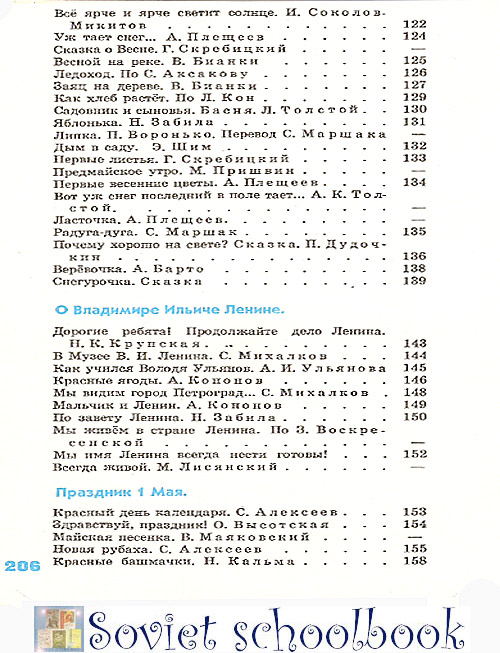 Всё ярче и ярче светит солнце. И. Соколов-
Микитов . . . . . . . . . . . . . 122
Уж тает снег... А. Плещеев . . . . . . . 124
Сказка о Весне. Г. Скребицкий . . . . . . —
Весной на реке. В. Бианки . . . . . . . 125
Ледоход. По С. Аксакову . . . . . . . . 126
Заяц на дереве. В. Бианки . . . . . . . 127
Как хлеб растёт. По Л. Кон . . . . . . . 129
Садовник и сыновья. Басня. Л. Толстой . . 130
Яблонька. Н. Забила . . . . . . . . . 131
Липка. П. Воронько. Перевод С. Маршака —
Дым в саду. Э. Шим . . . . . . . . . 132
Первые листья. Г. Скребицкий . . . . . . 133
Предмайское утро. М. Пришвин . . . . . . —
Первые весенние цветы. А. Плещеев . . . . 134
Вот уж снег последний в поле тает... А. К. Тол-
стой . . . . . . . . . . . . . . —
Ласточка. А. Плещеев. . . . . . . . . —
Радуга-дуга. С. Маршак . . . . . . . . 135
Почему хорошо на свете? Сказка. П. Дудоч-
кин . . . . . . . . . . . . . . 136
Верёвочка. А. Барто . . . . . . . . . 138
Снегурочка. Сказка . . . . . . . . . . 139
О Владимире Ильиче Ленине.
Дорогие ребята! Продолжайте дело Ленина.
Н. К. Крупская . . . . . . . . . . 143
В Музее В. И. Ленина. С. Михалков . . . . 144
Как учился Володя Ульянов. А. И. Ульянова 145
Красные ягоды. А. Кононов . . . . . . . 146
Мы видим город Петроград... С. Михалков . 148
Мальчик и Ленин. А. Кононов . . . . . . 149
По завету Ленина. Н. Забила . . . . . . 150
Мы живём в стране Ленина. По З. Воскре-
сенской . . . . . . . . . . . . . —
Мы имя Ленина всегда нести готовы! . . . 152
Всегда живой. М. Лисянский . . . . . . . —
Праздник 1 Мая.
Красный день календаря. С. Алексеев . . . 153
Здравствуй, праздник! О. Высотская . . . 154
Майская песенка. В. Маяковский . . . . . —
Новая рубаха. С. Алексеев . . . . . . . 155
Красные башмачки. Н. Кальма . . . . . . 158
206
Soviet schoolbook